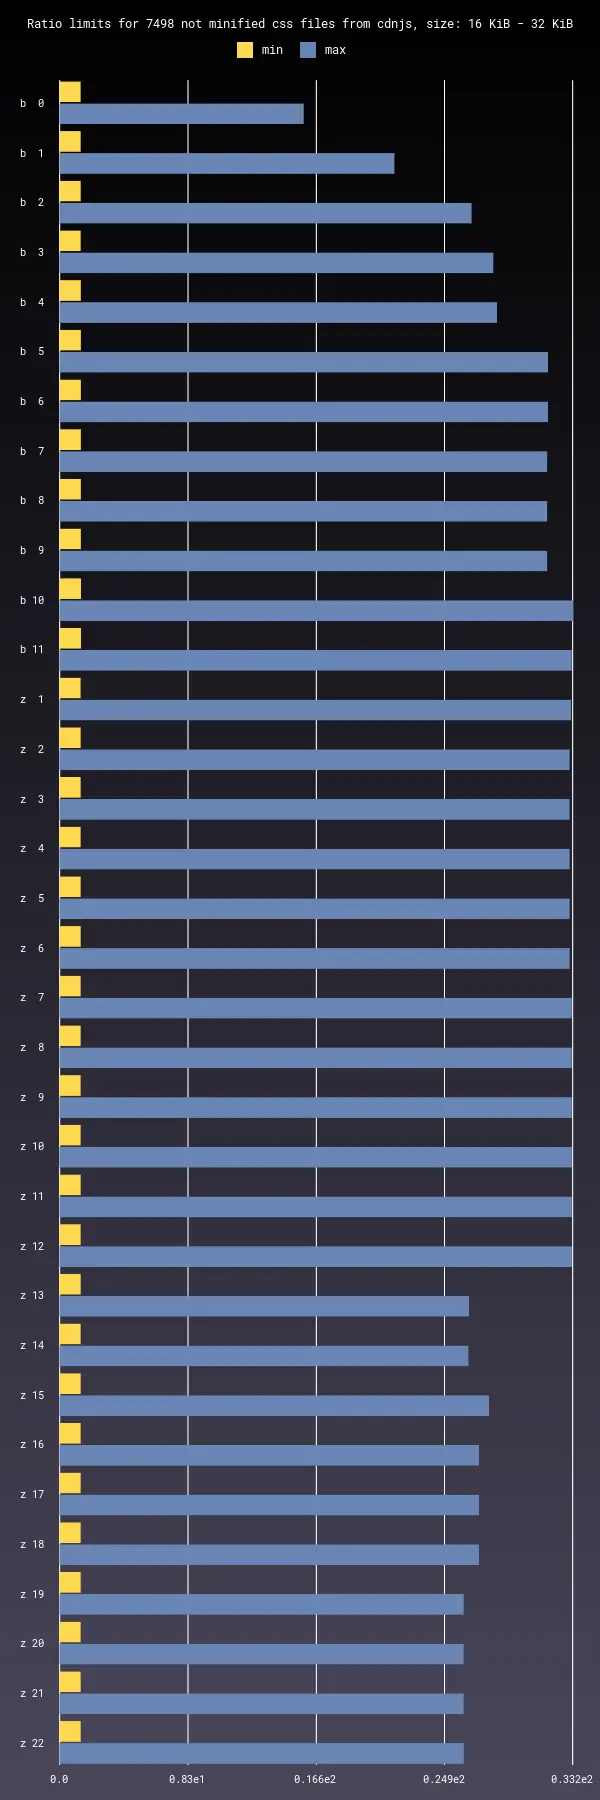 Ratio limits for 7498 not minified css files from cdnjs, size: 16 KiB - 32 KiB
min max
b 0
b 1
b 2
b 3
b 4
b 5
b 6
b 7
b 8
b 9
b 10
b 11
z 1
z 2
z 3
z 4
z 5
z 6
z 7
z 8
z 9
z 10
z 11
z 12
z 13
z 14
z 15
z 16
z 17
z 18
z 19
z 20
z 21
z 22
0.0 0.83e1 0.166e2 0.249e2 0.332e2